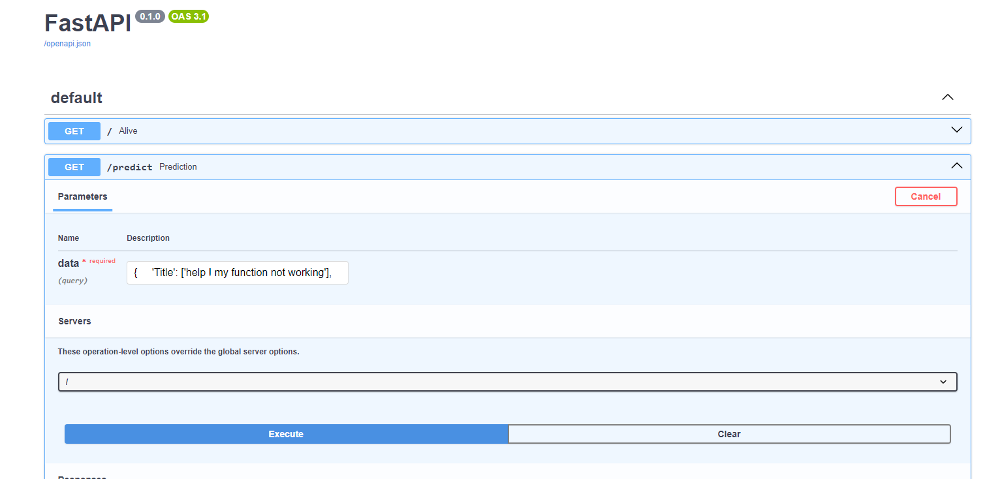 FastAPI 0.1.0 OAS 3.1
/openapi.json
default
GET / Alive
GET /predict Prediction
Parameters
Cancel
Name Description
data * required
(query)
{ 'Title': ['help ! my function not working'],
Servers
These operation-level options override the global server options.
/
Execute Clear
Responses